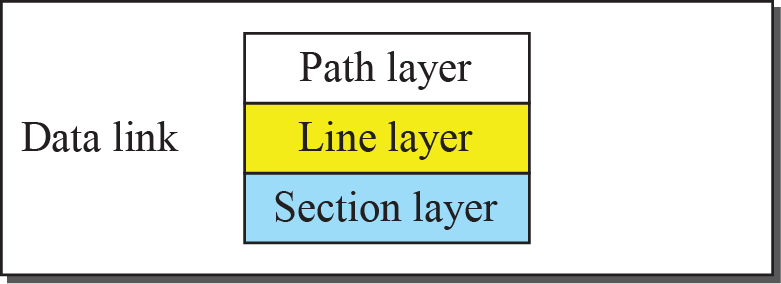 Path layer
Data link
Line layer
Section layer